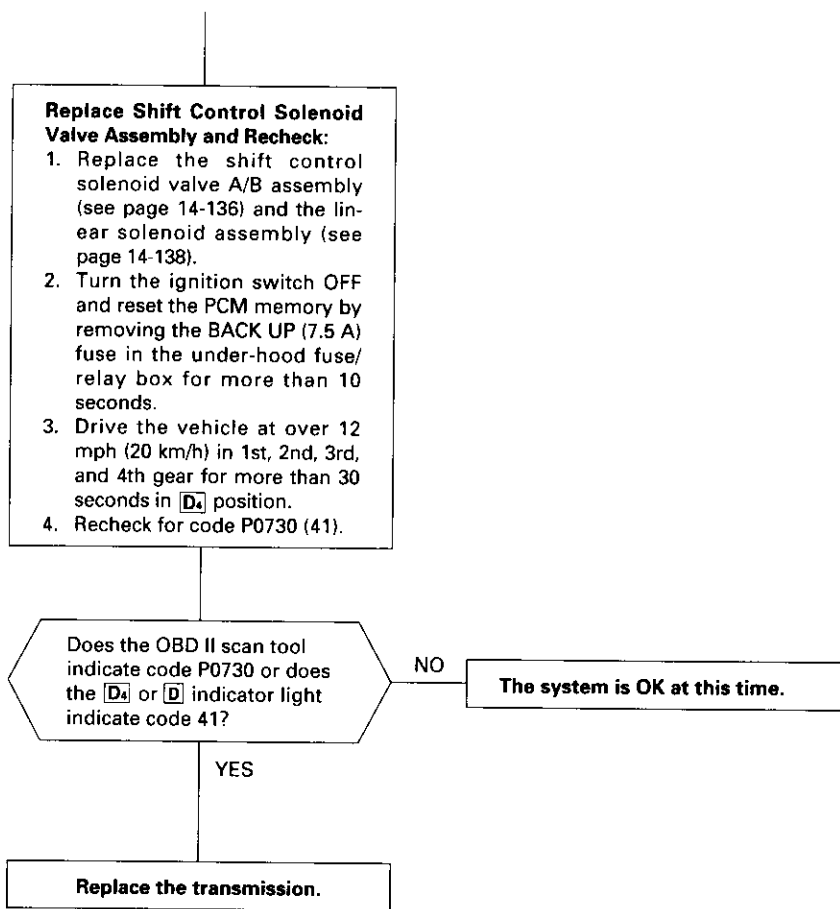 Replace Shift Control Solenoid
Valve Assembly and Recheck:
1. Replace the shift control
solenoid valve A/B assembly
(see page 14-136) and the lin-
ear solenoid assembly (see
page 14-138).
2. Turn the ignition switch OFF
and reset the PCM memory by
removing the BACK UP (7.5 A)
fuse in the under-hood fuse/
relay box for more than 10
seconds.
3. Drive the vehicle at over 12
mph (20 km/h) in 1st, 2nd, 3rd,
and 4th gear for more than 30
seconds in D4 position.
4. Recheck for code P0730 (41).
Does the OBD II scan tool
indicate code P0730 or does
the D4 or D indicator light
indicate code 41?
NO
The system is OK at this time.
YES
Replace the transmission.